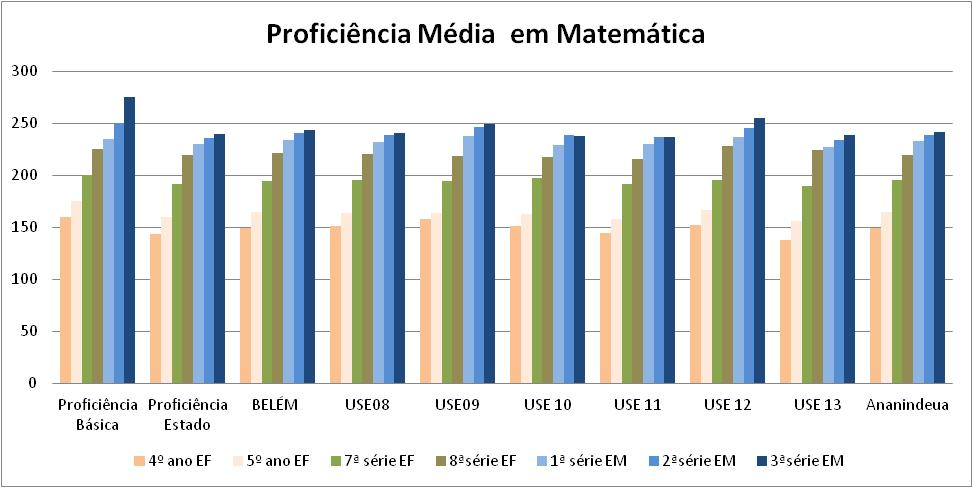 Proficiência Média  em Matemática
300
250
200
150
100
50
0
Proficiência Básica
Proficiência Estado
BELÉM
USE08
USE09
USE 10
USE 11
USE 12
USE 13
Ananindeua
4º ano EF
5º ano EF
7ª série EF
8ªsérie EF
1ª série EM
2ªsérie EM
3ªsérie EM